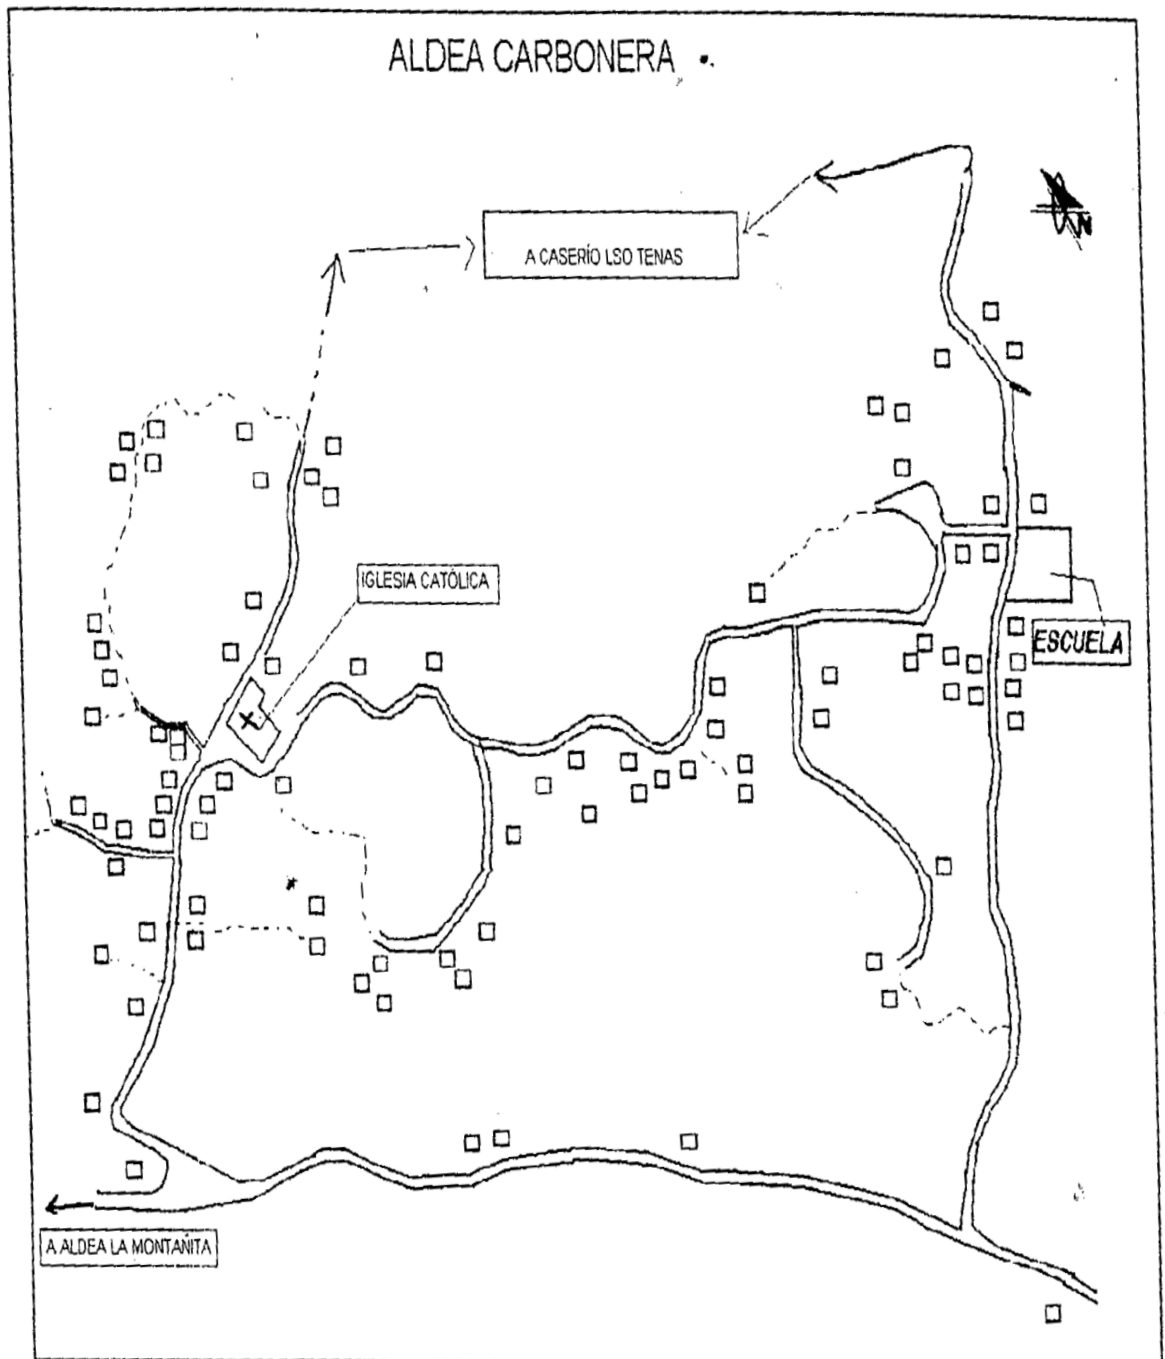 ALDEA CARBONERA
N
A CASERÍO LSO TENAS
IGLESIA CATÓLICA
ESCUELA
A ALDEA LA MONTAÑITA